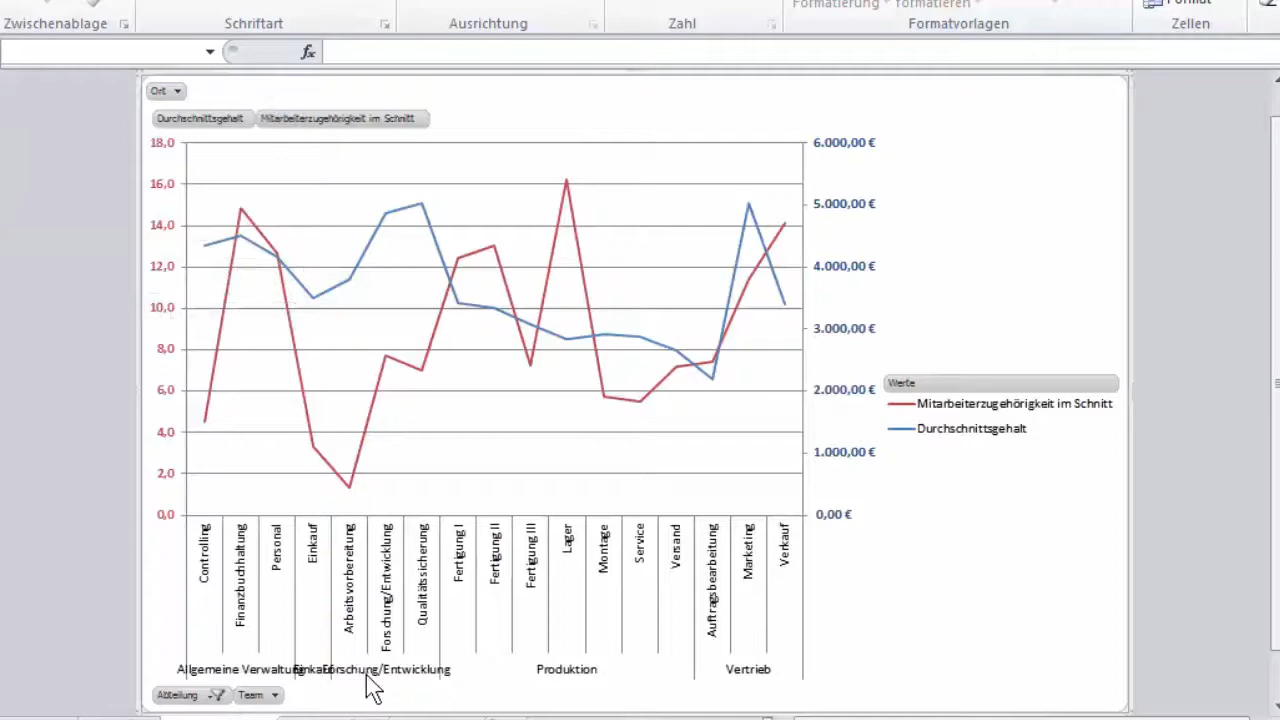 Formatierung formatieren Format
Zwischenablage Schriftart Ausrichtung Zahl Formatvorlagen Zellen
fx
Ort
Durchschnittsgehalt Mitarbeiterzugehörigkeit im Schnitt
18,0 6.000,00 €
16,0
5.000,00 €
14,0
12,0 4.000,00 €
10,0
3.000,00 €
8,0
6,0 2.000,00 €
Werte
Mitarbeiterzugehörigkeit im Schnitt
Durchschnittsgehalt
4,0
1.000,00 €
2,0
0,0 0,00 €
Controlling
Finanzbuchhaltung
Personal
Einkauf
Arbeitsvorbereitung
Forschung/Entwicklung
Qualitätssicherung
Fertigung I
Fertigung II
Fertigung III
Lager
Montage
Service
Versand
Auftragsbearbeitung
Marketing
Verkauf
Allgemeine Verwaltung Einkauf Forschung/Entwicklung Produktion Vertrieb
Abteilung Team